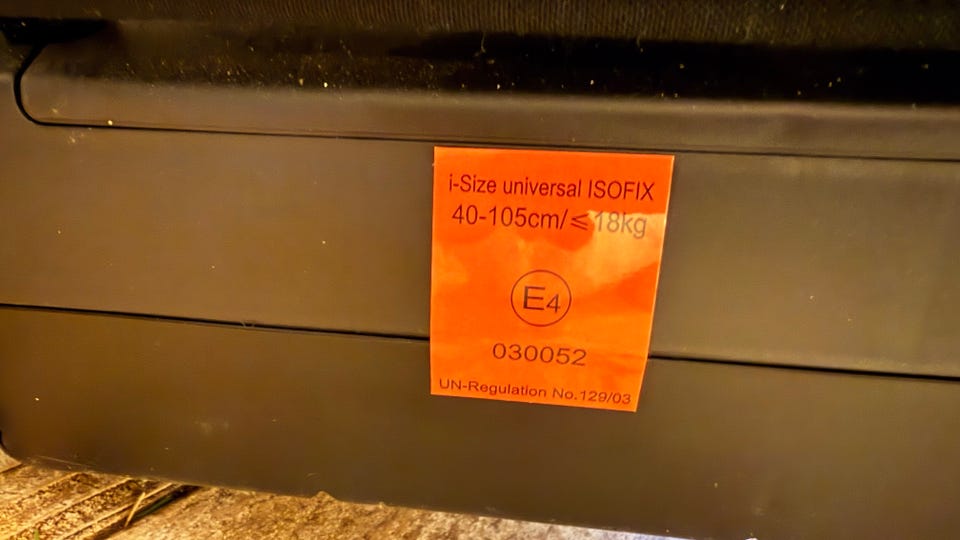 i-Size universal ISOFIX
40-105cm/⩽18kg
E4
030052
UN-Regulation No.129/03